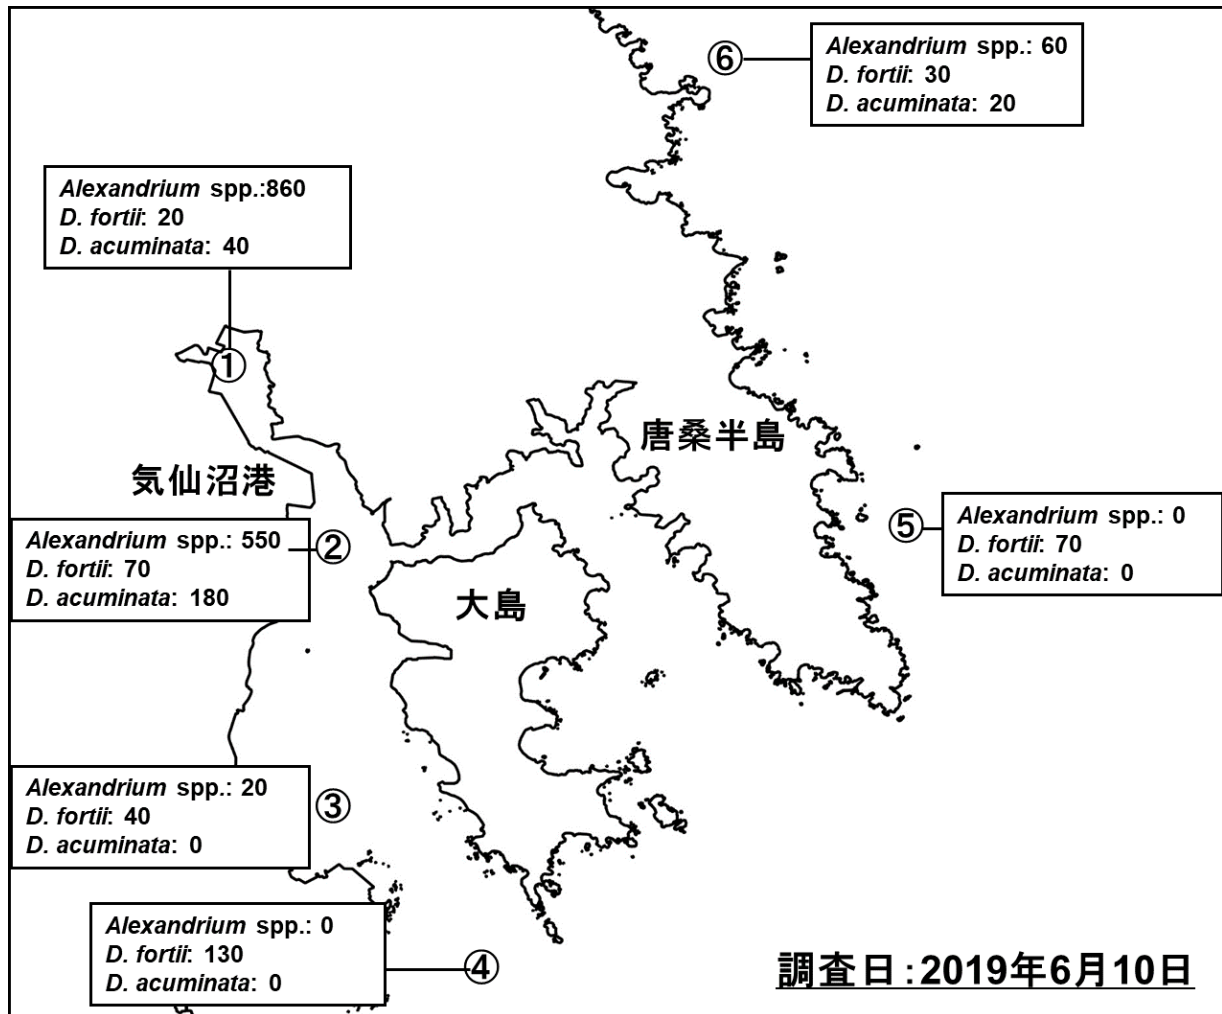 ⑥
Alexandrium spp.: 60
D. fortii: 30
D. acuminata: 20
Alexandrium spp.:860
D. fortii: 20
D. acuminata: 40
①
唐桑半島
気仙沼港
Alexandrium spp.: 550
D. fortii: 70
D. acuminata: 180
②
⑤
Alexandrium spp.: 0
D. fortii: 70
D. acuminata: 0
大島
Alexandrium spp.: 20
D. fortii: 40
D. acuminata: 0
③
Alexandrium spp.: 0
D. fortii: 130
D. acuminata: 0
④
調査日:2019年6月10日